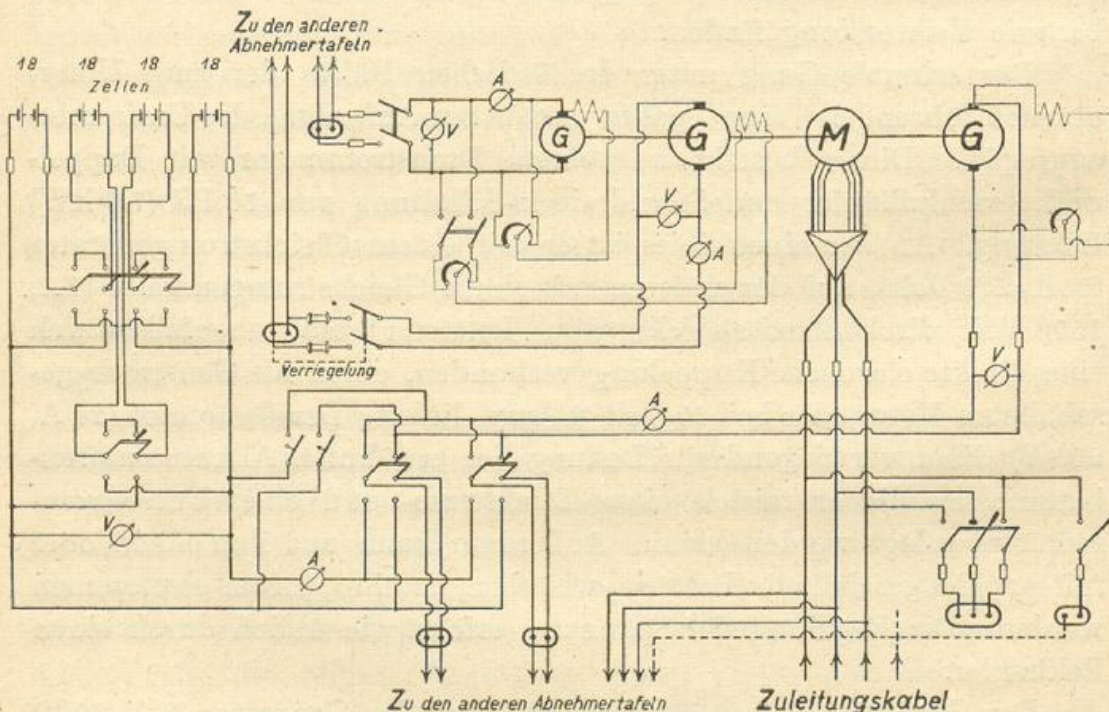 Zu den anderen
Abnehmertafeln
18 18 18 18
Zellen
A
V
G
G
M
G
V
A
V
Verriegelung
A
V
A
Zu den anderen Abnehmertafeln
Zuleitungskabel